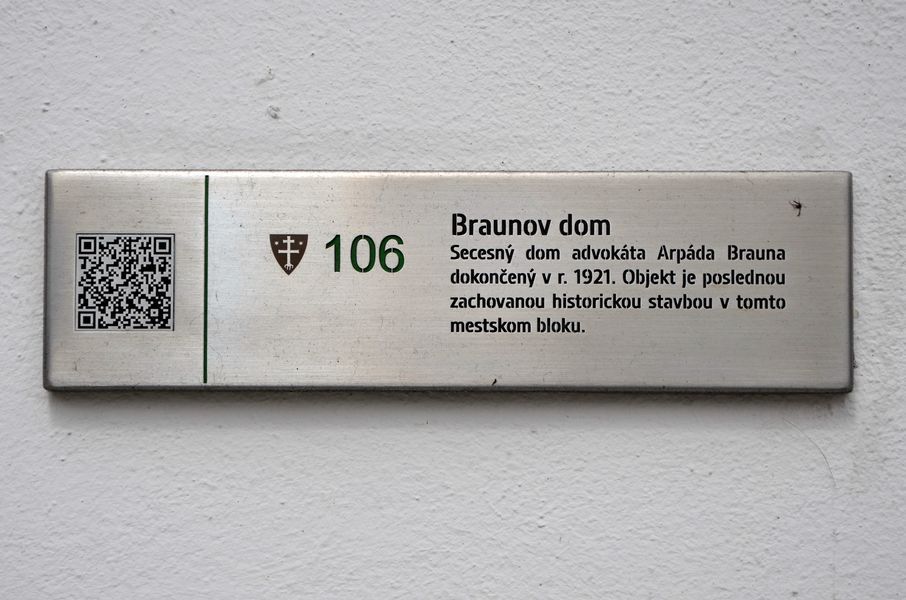 106
Braunov dom
Secesný dom advokáta Arpáda Brauna
dokončený v r. 1921. Objekt je poslednou
zachovanou historickou stavbou v tomto
mestskom bloku.